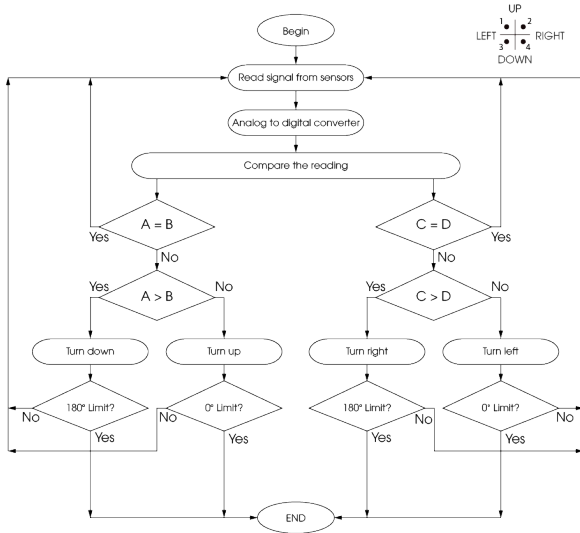 Begin
UP
1 2
LEFT RIGHT
3 4
DOWN
Read signal from sensors
Analog to digital converter
Compare the reading
A = B
C = D
Yes
Yes
No
No
Yes
A > B
No
Yes
C > D
No
Turn down
Turn up
Turn right
Turn left
180° Limit?
0° Limit?
180° Limit?
0° Limit?
No
No
No
No
Yes
Yes
Yes
Yes
END